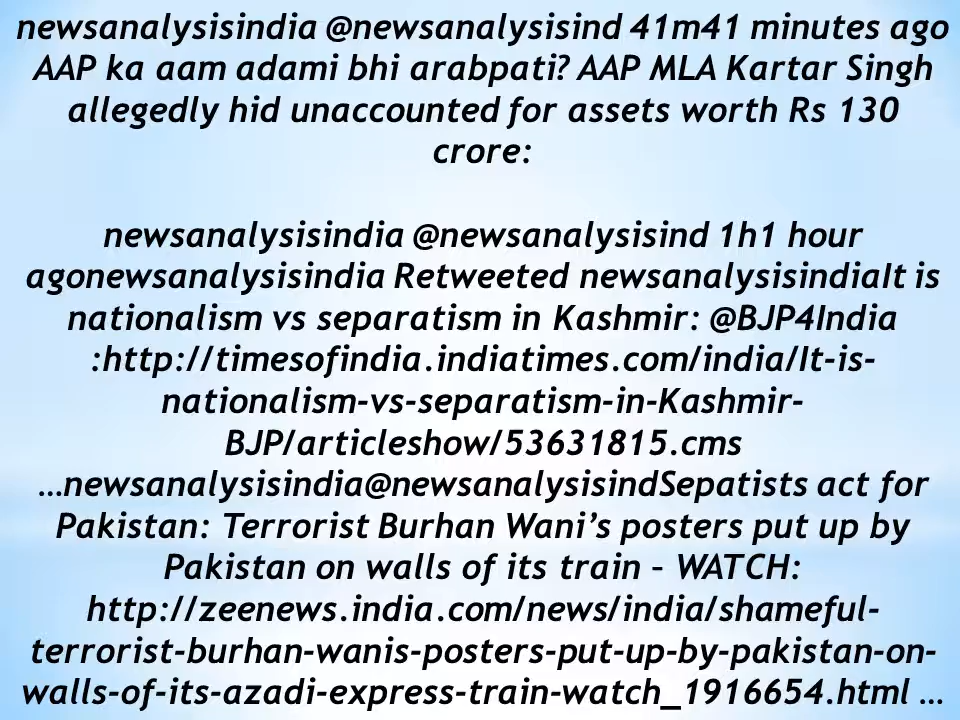 newsanalysisindia @newsanalysisind 41m41 minutes ago
AAP ka aam adami bhi arabpati? AAP MLA Kartar Singh
allegedly hid unaccounted for assets worth Rs 130
crore:
newsanalysisindia @newsanalysisind 1h1 hour
agonewsanalysisindia Retweeted newsanalysisindiaIt is
nationalism vs separatism in Kashmir: @BJP4India
:http://timesofindia.indiatimes.com/india/It-is-
nationalism-vs-separatism-in-Kashmir-
BJP/articleshow/53631815.cms
…newsanalysisindia@newsanalysisindSepatists act for
Pakistan: Terrorist Burhan Wani’s posters put up by
Pakistan on walls of its train – WATCH:
http://zeenews.india.com/news/india/shameful-
terrorist-burhan-wanis-posters-put-up-by-pakistan-on-
walls-of-its-azadi-express-train-watch_1916654.html …